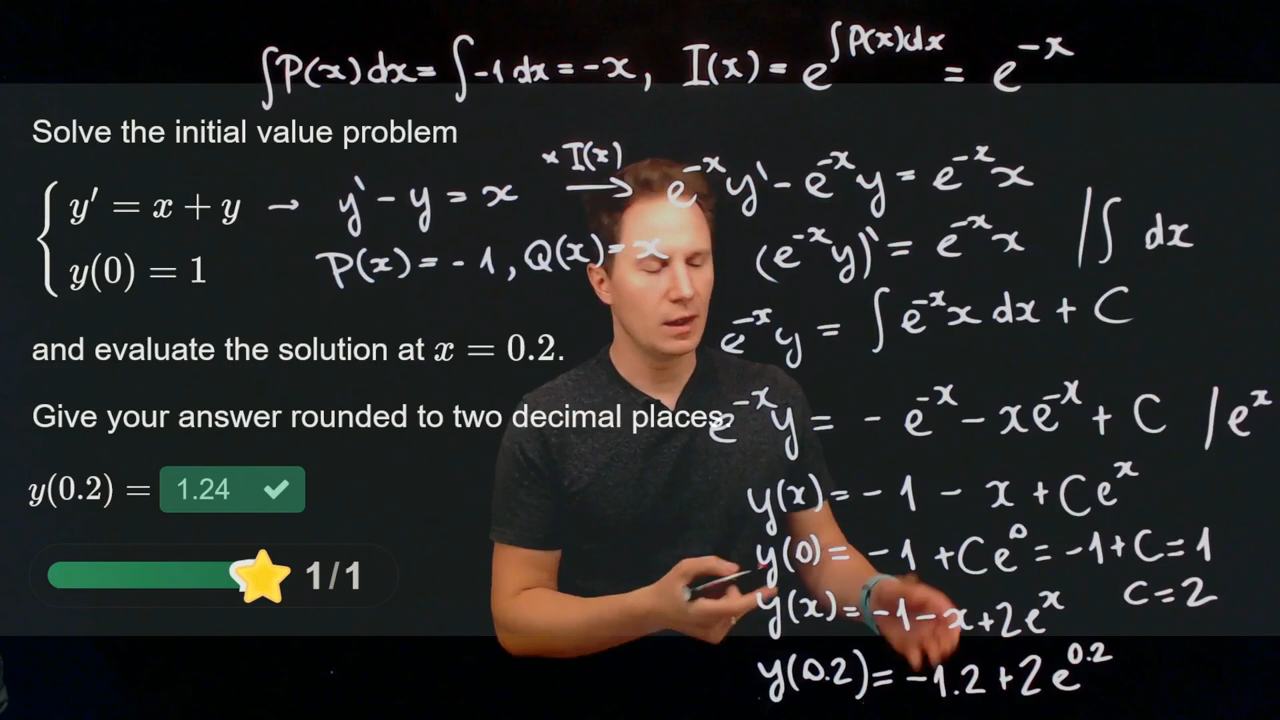 ∫P(x)dx = ∫-1dx = -x, I(x) = e^{∫P(x)dx} = e^{-x}
Solve the initial value problem
{ y′ = x + y → y' - y = x ×I(x)⟶ e^{-x}y' - e^{-x}y = e^{-x}x
y(0) = 1 P(x) = -1, Q(x) = x (e^{-x}y)' = e^{-x}x |∫ dx
e^{-x}y = ∫e^{-x}x dx + C
and evaluate the solution at x = 0.2.
Give your answer rounded to two decimal places.
e^{-x}y = -e^{-x} - xe^{-x} + C |e^x
y(0.2) = 1.24 ✔
y(x) = -1 - x + Ce^x
y(0) = -1 + Ce^0 = -1 + C = 1
1/1
C = 2
y(x) = -1 - x + 2e^x
y(0.2) = -1.2 + 2e^{0.2}